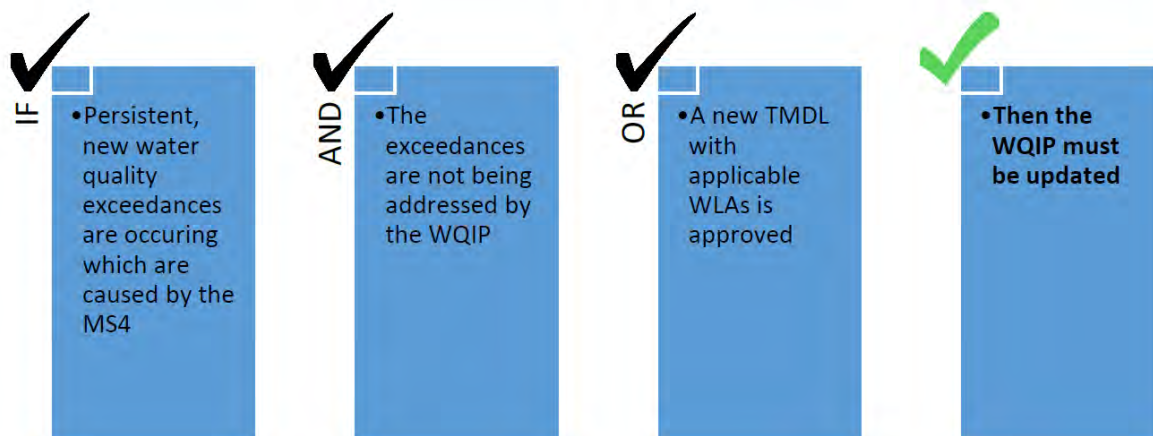 IF
•Persistent,
new water
quality
exceedances
are occuring
which are
caused by the
MS4
AND
•The
exceedances
are not being
addressed by
the WQIP
OR
•A new TMDL
with
applicable
WLAs is
approved
•Then the
WQIP must
be updated